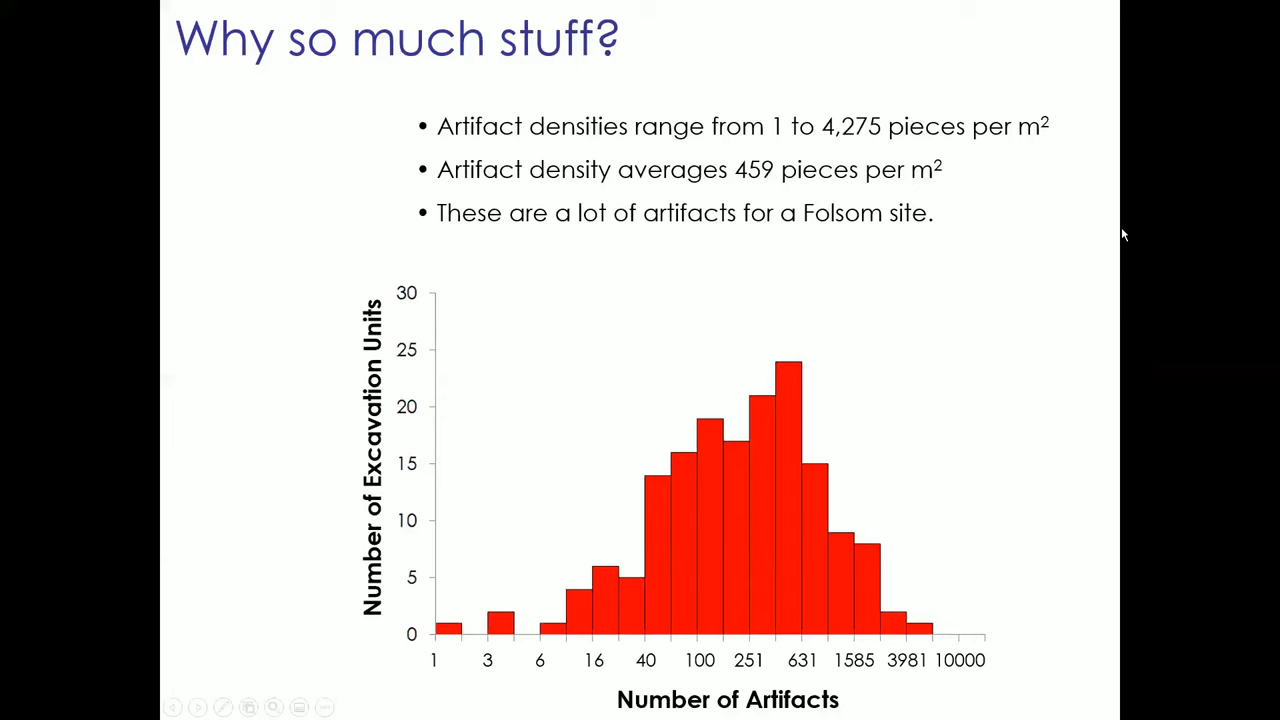 Why so much stuff?
• Artifact densities range from 1 to 4,275 pieces per m²
• Artifact density averages 459 pieces per m²
• These are a lot of artifacts for a Folsom site.
Number of Excavation Units
30
25
20
15
10
5
0
1 3 6 16 40 100 251 631 1585 3981 10000
Number of Artifacts